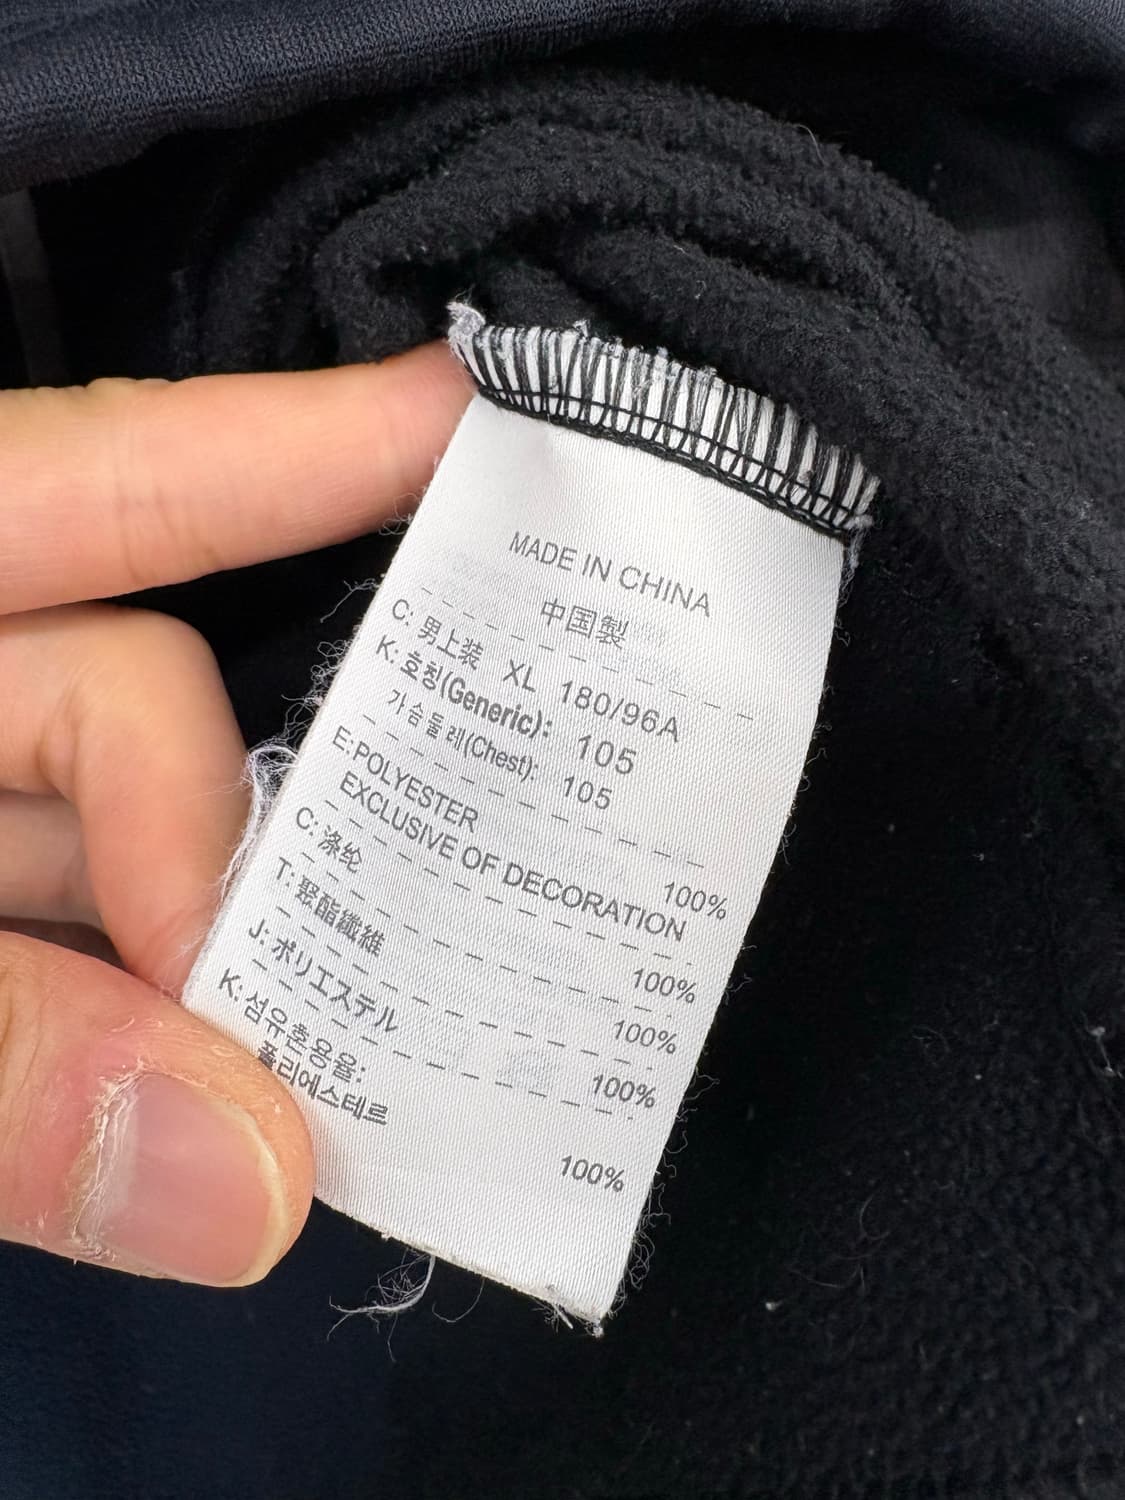 MADE IN CHINA
中国製
C: 男上装 XL 180/96A
K: 호칭(Generic): 105
가슴둘레(Chest): 105
E:POLYESTER 100%
EXCLUSIVE OF DECORATION
C: 涤纶 100%
T: 聚酯纖維 100%
J: ポリエステル 100%
K: 섬유혼용율:
폴리에스테르 100%